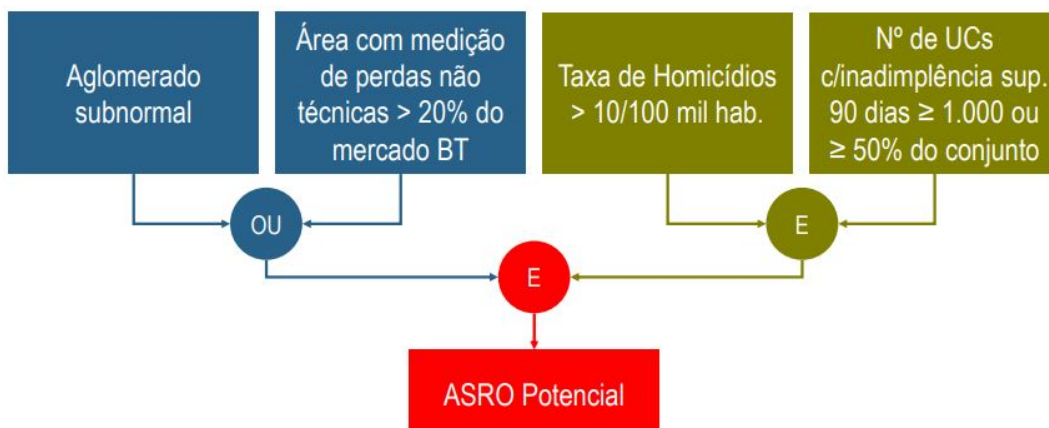 Aglomerado
subnormal
Área com medição
de perdas não
técnicas > 20% do
mercado BT
Taxa de Homicídios
> 10/100 mil hab.
Nº de UCs
c/inadimplência sup.
90 dias ≥ 1.000 ou
≥ 50% do conjunto
OU
E
E
ASRO Potencial